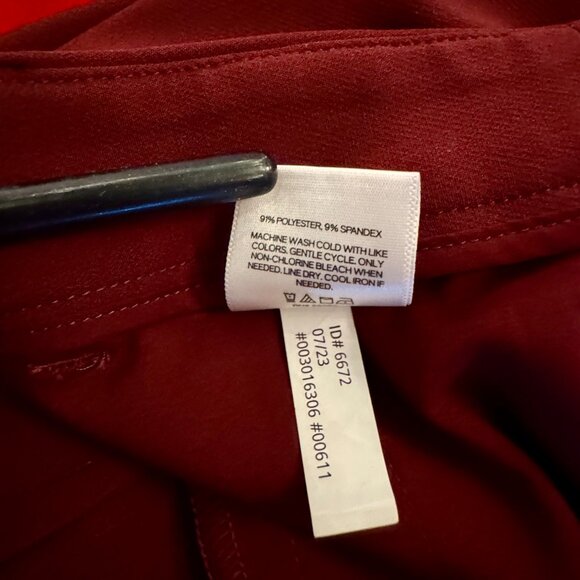 91% POLYESTER, 9% SPANDEX
MACHINE WASH COLD WITH LIKE
COLORS. GENTLE CYCLE. ONLY
NON-CHLORINE BLEACH WHEN
NEEDED. LINE DRY. COOL IRON IF
NEEDED.
ID# 6672
07/23
#003016306 #00611